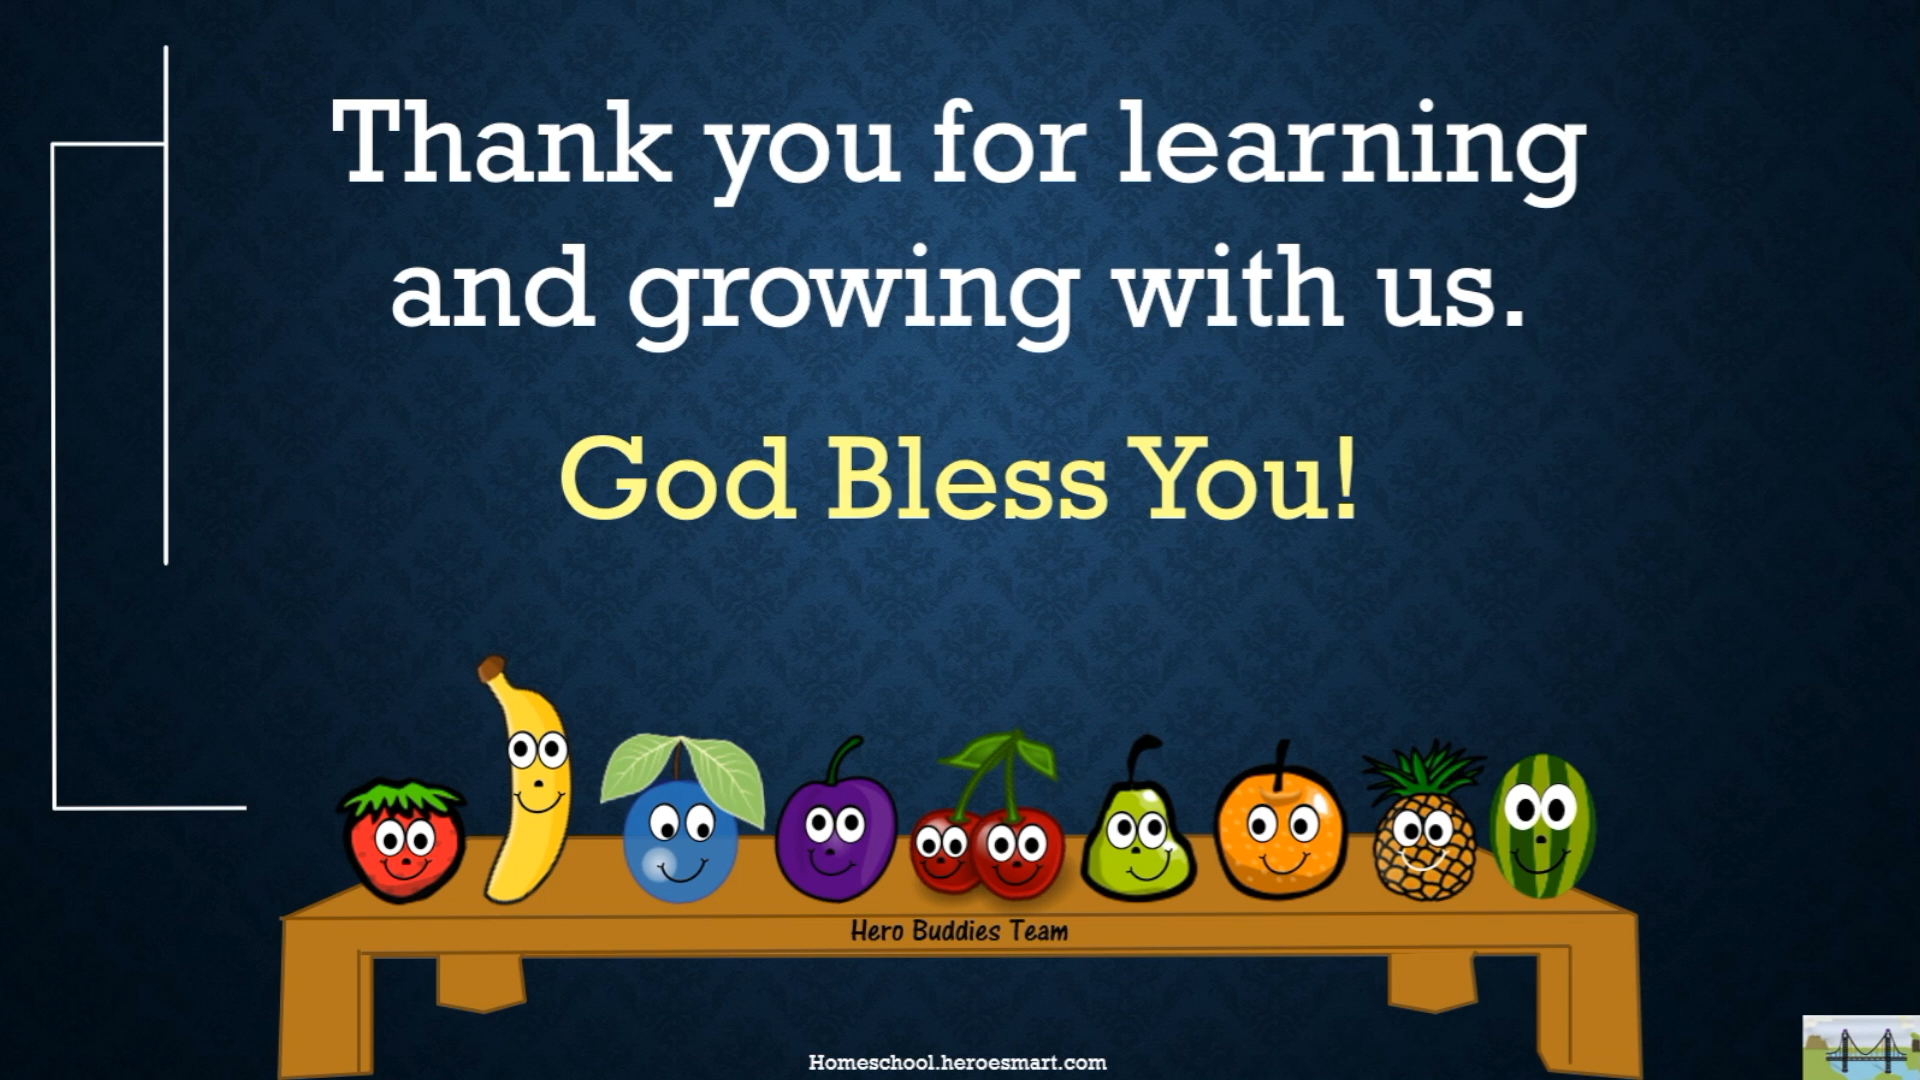 Thank you for learning
and growing with us.
God Bless You!
Hero Buddies Team
Homeschool.heroesmart.com